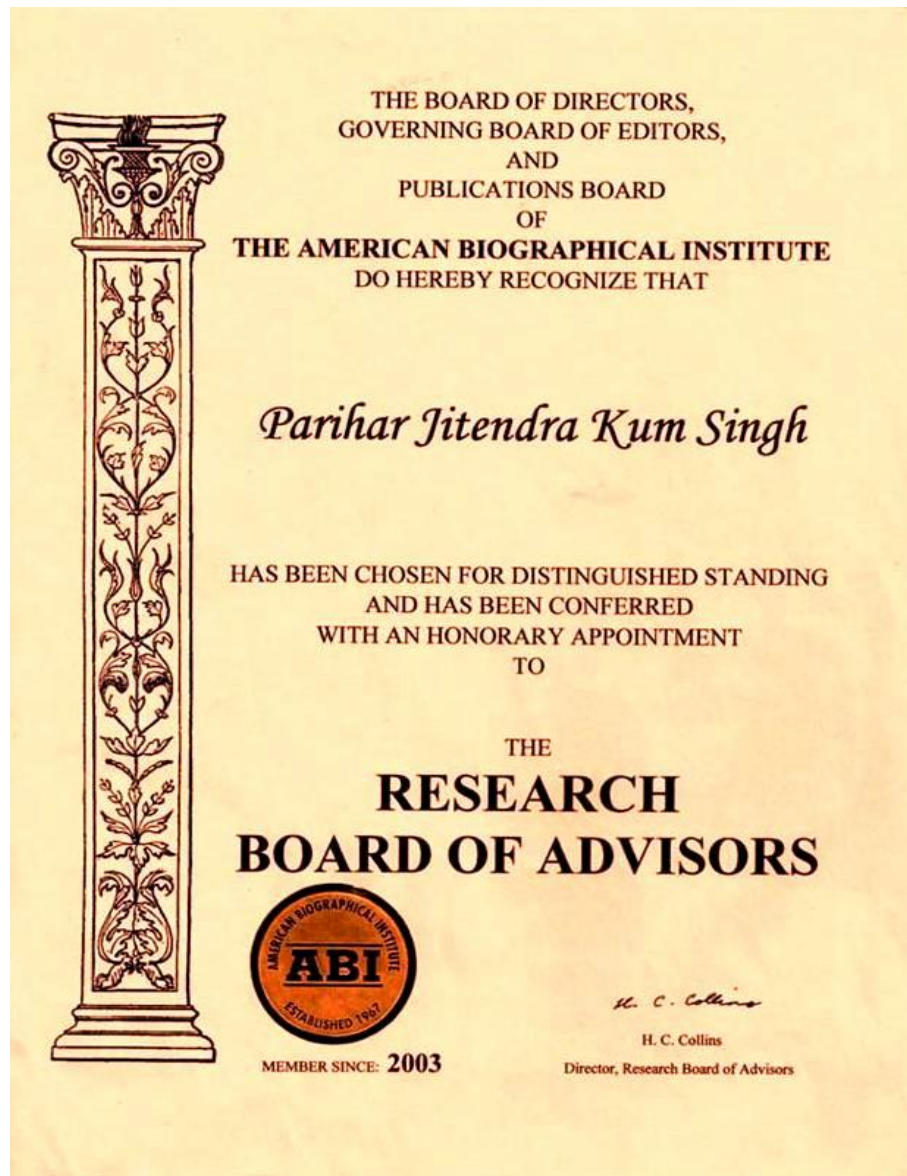 THE BOARD OF DIRECTORS,
GOVERNING BOARD OF EDITORS,
AND
PUBLICATIONS BOARD
OF
THE AMERICAN BIOGRAPHICAL INSTITUTE
DO HEREBY RECOGNIZE THAT
Parihar Jitendra Kum Singh
HAS BEEN CHOSEN FOR DISTINGUISHED STANDING
AND HAS BEEN CONFERRED
WITH AN HONORARY APPOINTMENT
TO
THE
RESEARCH
BOARD OF ADVISORS
AMERICAN BIOGRAPHICAL INSTITUTE
ABI
ESTABLISHED 1967
MEMBER SINCE: 2003
H. C. Collins
H. C. Collins
Director, Research Board of Advisors